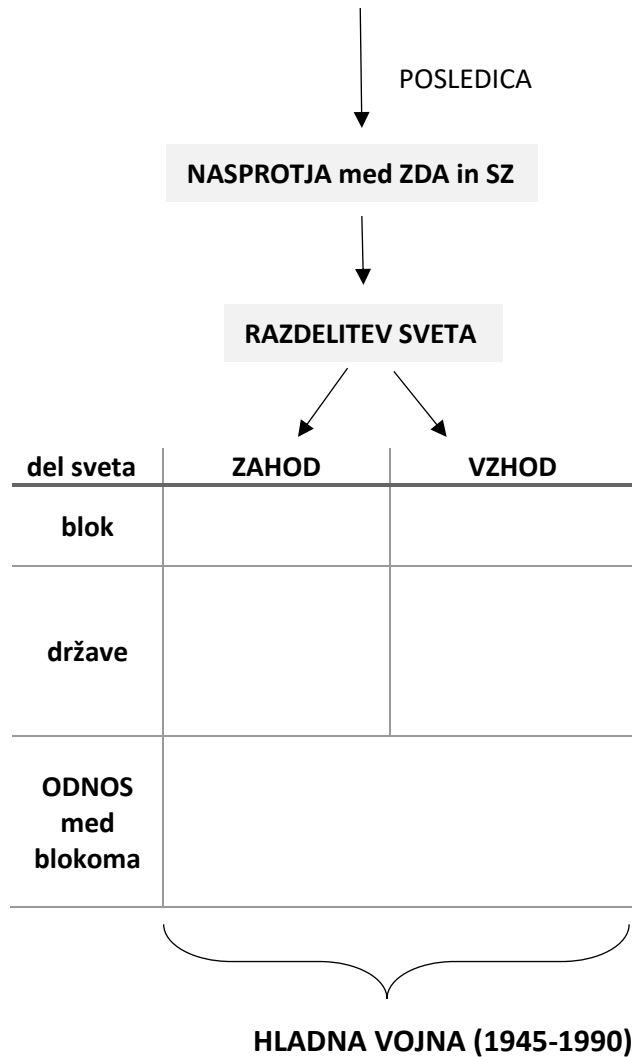 POSLEDICA
NASPROTJA med ZDA in SZ
RAZDELITEV SVETA
del sveta ZAHOD VZHOD
blok
države
ODNOS
med
blokoma
HLADNA VOJNA (1945-1990)